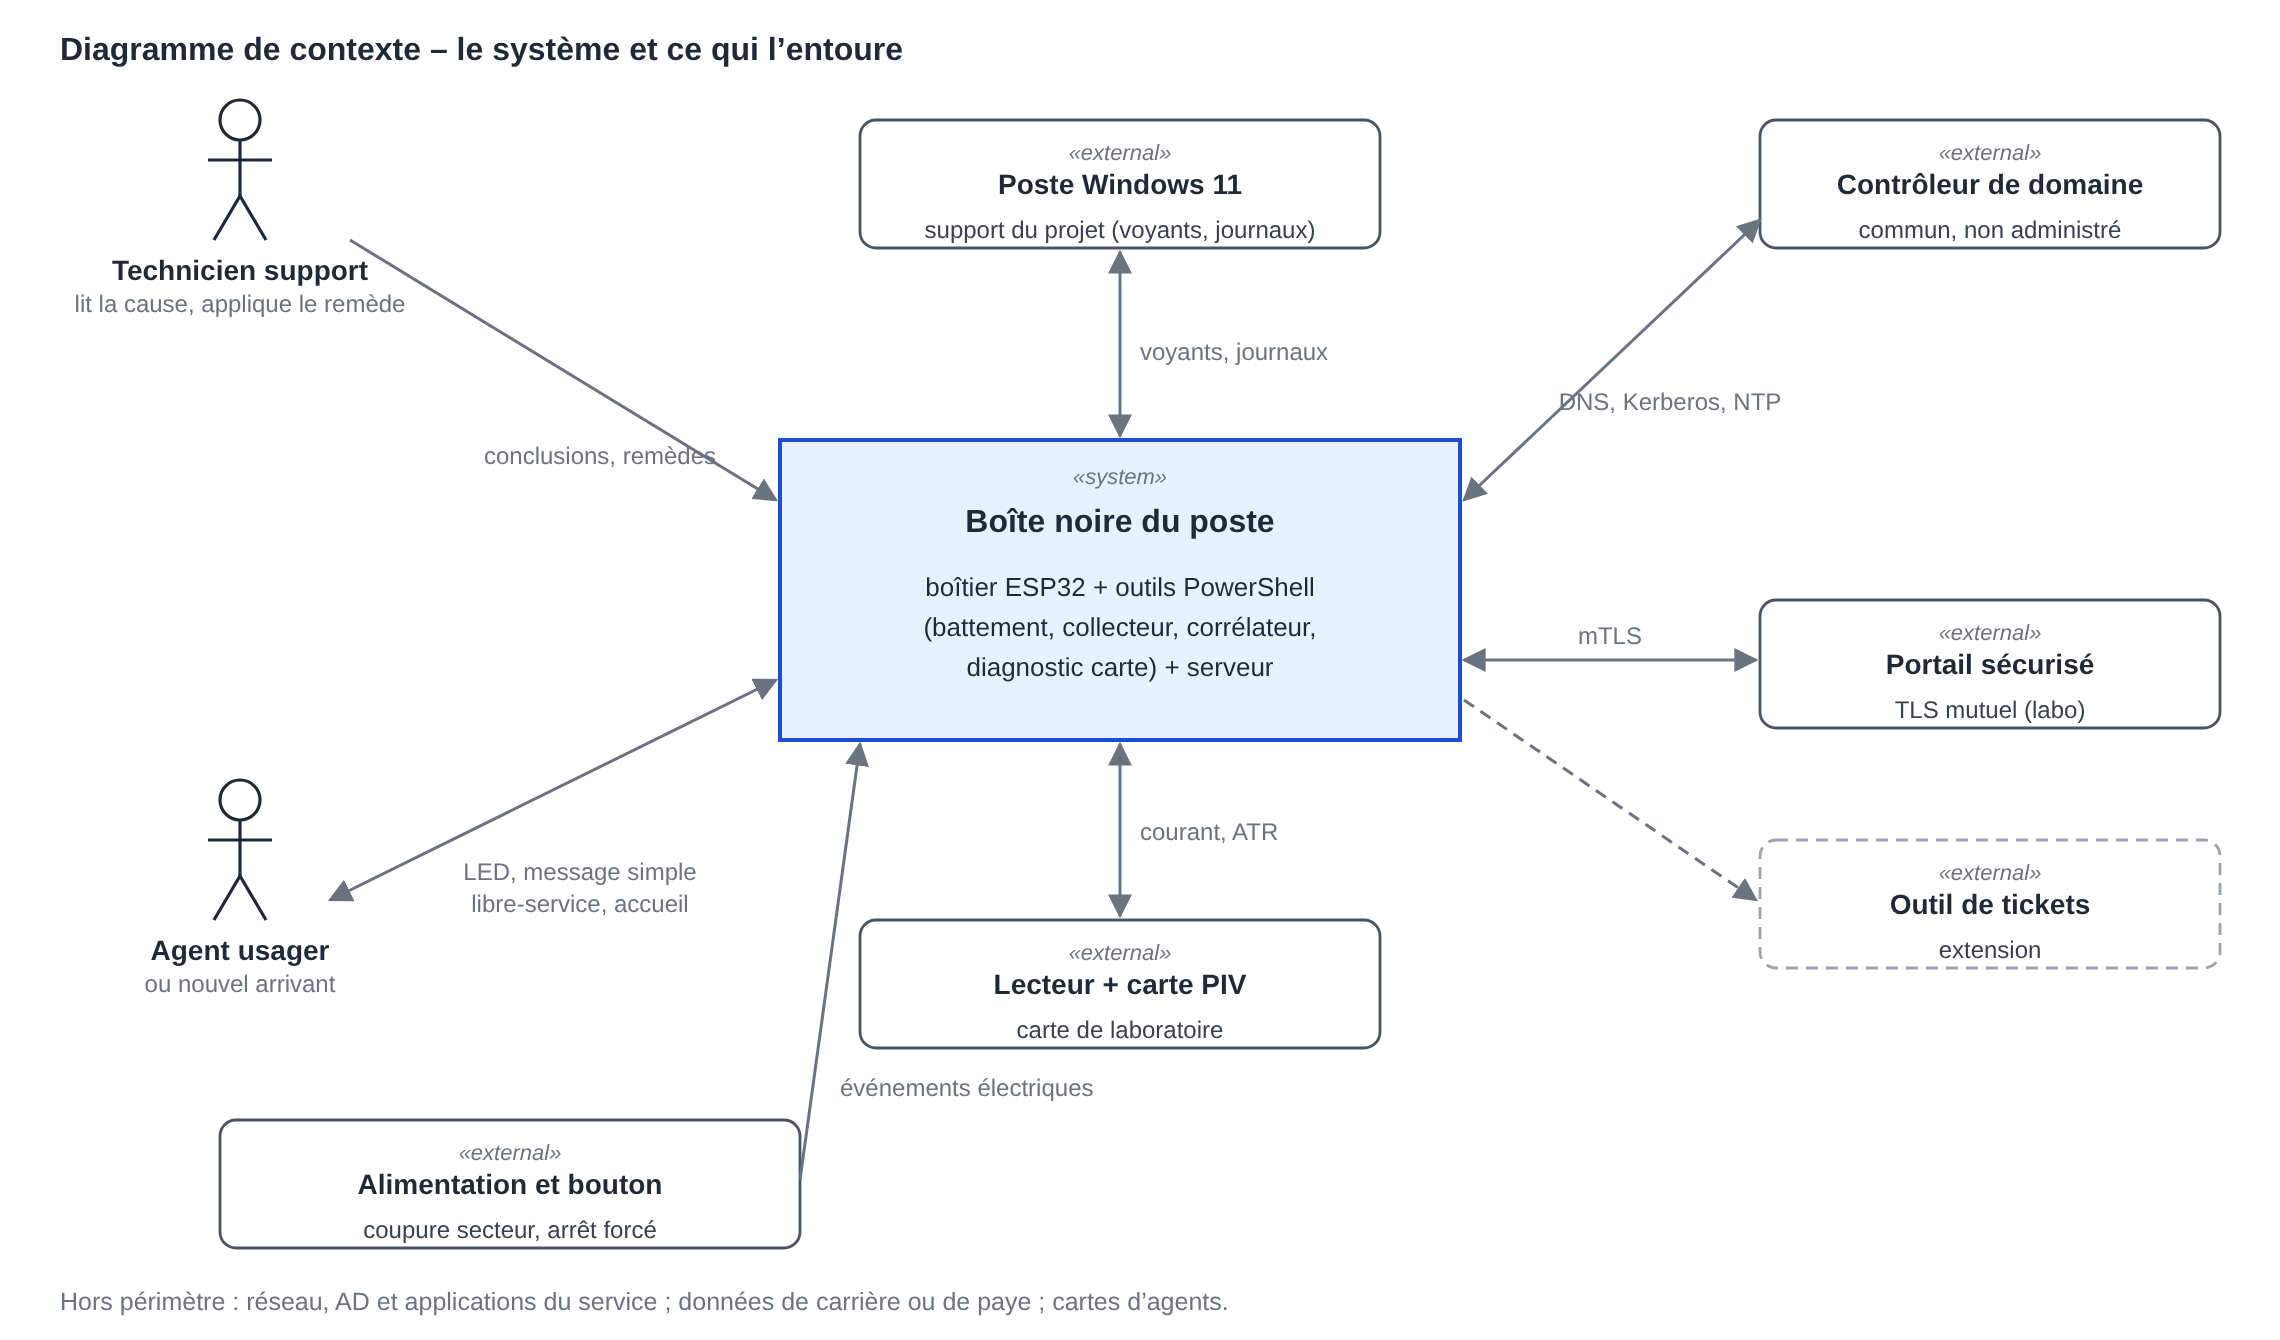 Diagramme de contexte – le système et ce qui l’entoure
Technicien support
lit la cause, applique le remède
«external»
Poste Windows 11
support du projet (voyants, journaux)
«external»
Contrôleur de domaine
commun, non administré
voyants, journaux
DNS, Kerberos, NTP
conclusions, remèdes
«system»
Boîte noire du poste
boîtier ESP32 + outils PowerShell
(battement, collecteur, corrélateur,
diagnostic carte) + serveur
mTLS
«external»
Portail sécurisé
TLS mutuel (labo)
Agent usager
ou nouvel arrivant
LED, message simple
libre-service, accueil
courant, ATR
«external»
Outil de tickets
extension
«external»
Lecteur + carte PIV
carte de laboratoire
événements électriques
«external»
Alimentation et bouton
coupure secteur, arrêt forcé
Hors périmètre : réseau, AD et applications du service ; données de carrière ou de paye ; cartes d’agents.